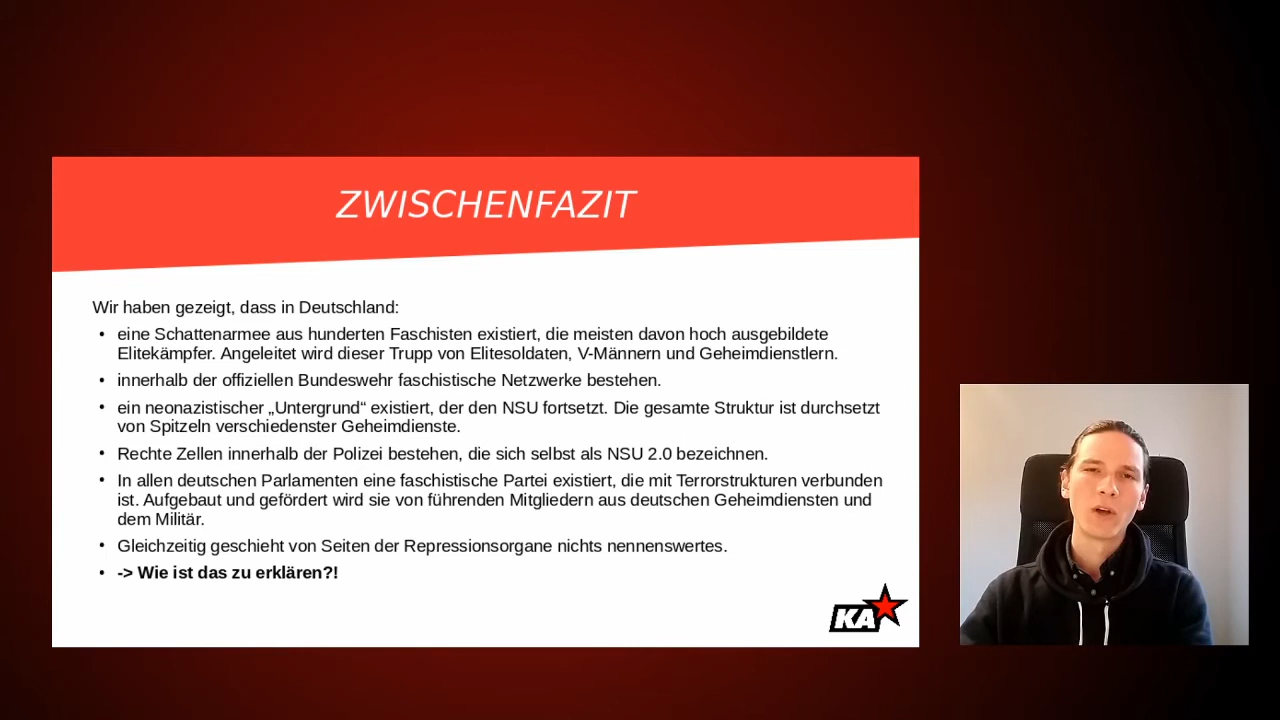 ZWISCHENFAZIT
Wir haben gezeigt, dass in Deutschland:
• eine Schattenarmee aus hunderten Faschisten existiert, die meisten davon hoch ausgebildete
Elitekämpfer. Angeleitet wird dieser Trupp von Elitesoldaten, V-Männern und Geheimdienstlern.
• innerhalb der offiziellen Bundeswehr faschistische Netzwerke bestehen.
• ein neonazistischer „Untergrund“ existiert, der den NSU fortsetzt. Die gesamte Struktur ist durchsetzt
von Spitzeln verschiedenster Geheimdienste.
• Rechte Zellen innerhalb der Polizei bestehen, die sich selbst als NSU 2.0 bezeichnen.
• In allen deutschen Parlamenten eine faschistische Partei existiert, die mit Terrorstrukturen verbunden
ist. Aufgebaut und gefördert wird sie von führenden Mitgliedern aus deutschen Geheimdiensten und
dem Militär.
• Gleichzeitig geschieht von Seiten der Repressionsorgane nichts nennenswertes.
• -> Wie ist das zu erklären?!
KA